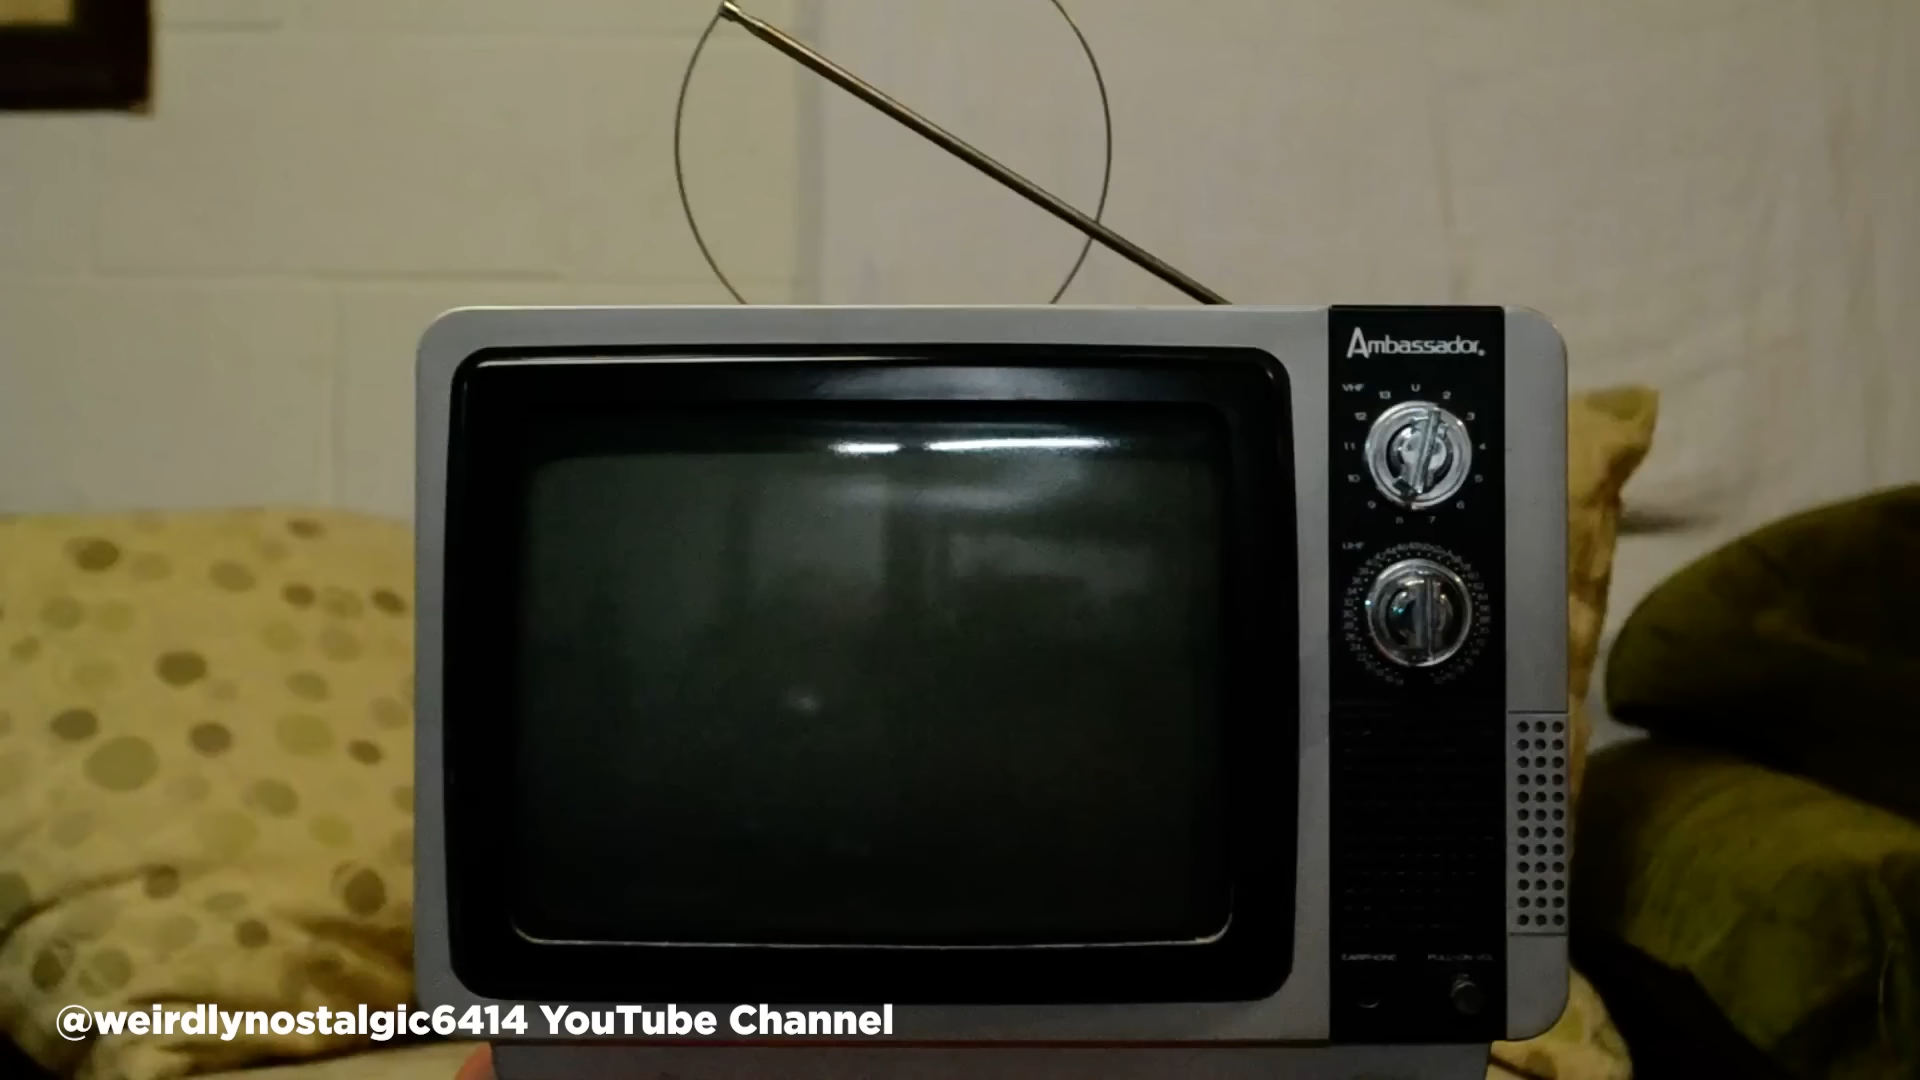 Ambassador
VHF
U
2
3
4
5
6
7
8
9
10
11
12
13
UHF
EARPHONE
PULL-ON VOL
@weirdlynostalgic6414 YouTube Channel